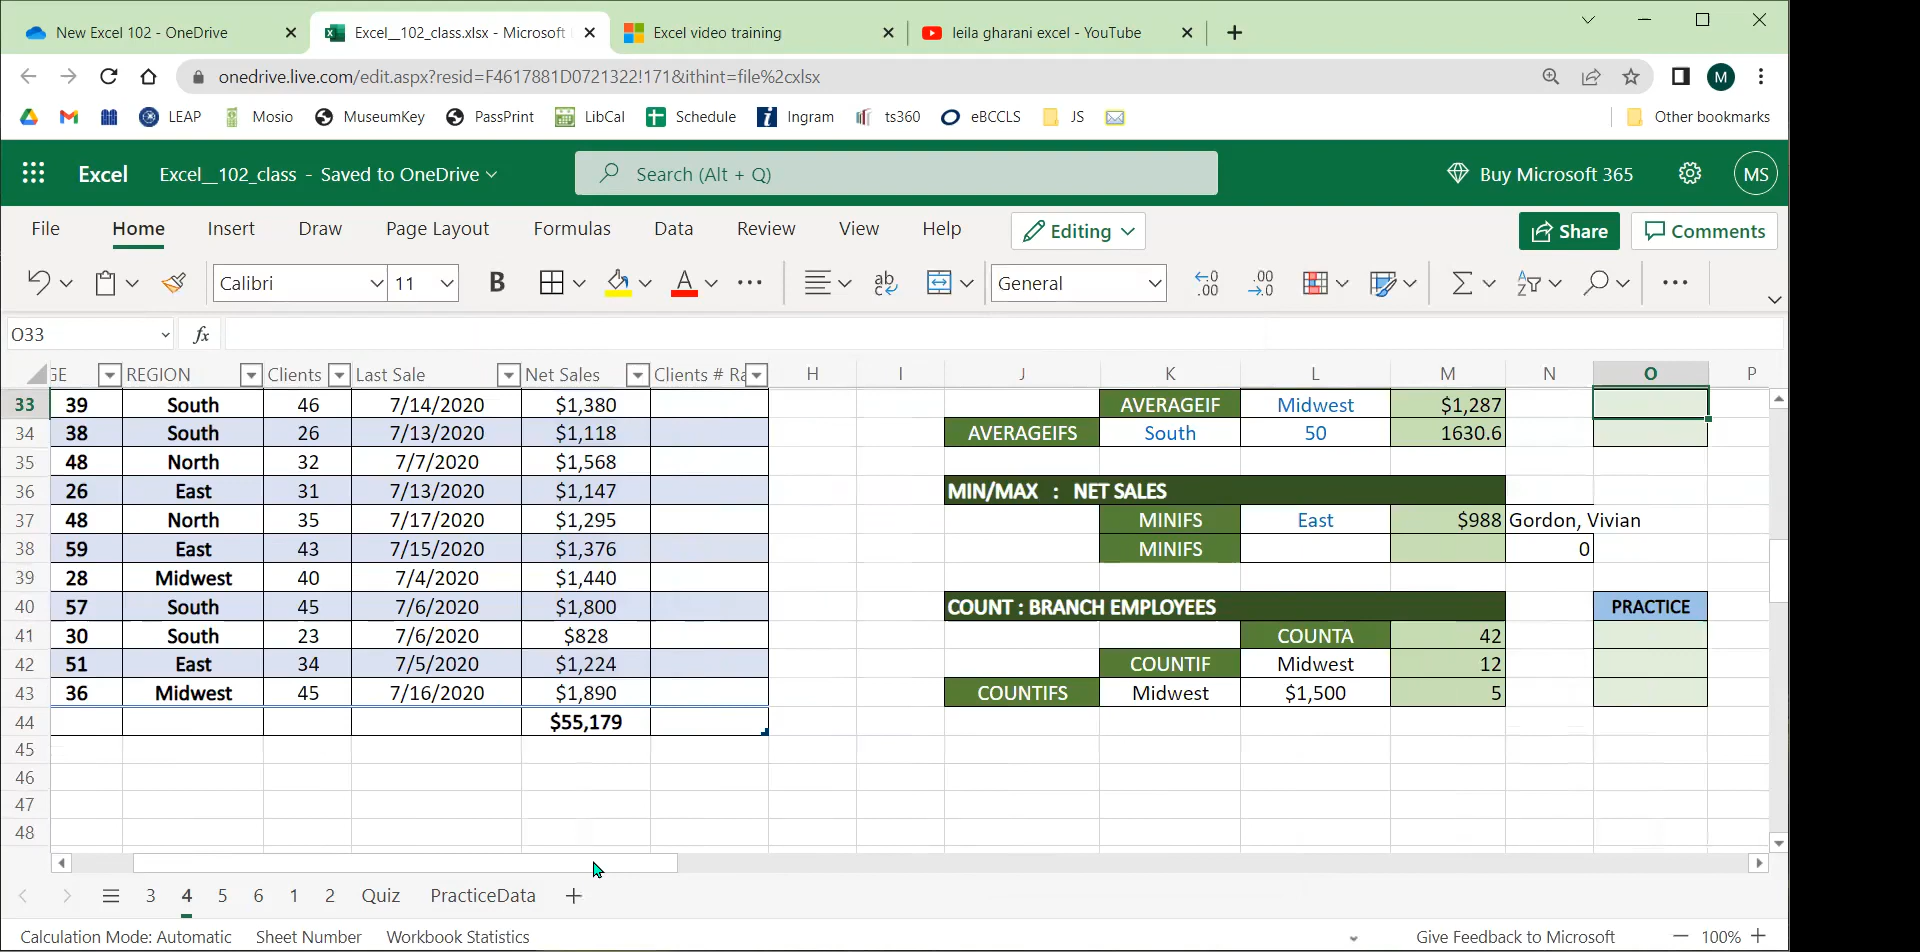 New Excel 102 - OneDrive
Excel__102_class.xlsx - Microsoft
Excel video training
leila gharani excel - YouTube
onedrive.live.com/edit.aspx?resid=F4617881D0721322!171&ithint=file%2cxlsx
M
LEAP Mosio MuseumKey PassPrint LibCal Schedule Ingram ts360 eBCCLS JS Other bookmarks
Excel Excel__102_class - Saved to OneDrive Search (Alt + Q) Buy Microsoft 365 MS
File Home Insert Draw Page Layout Formulas Data Review View Help Editing Share Comments
Calibri 11 B A ab General .00 .00
O33 fx
GE REGION Clients Last Sale Net Sales Clients # Ra H I J K L M N O P
33 39 South 46 7/14/2020 $1,380 AVERAGEIF Midwest $1,287
34 38 South 26 7/13/2020 $1,118 AVERAGEIFS South 50 1630.6
35 48 North 32 7/7/2020 $1,568
36 26 East 31 7/13/2020 $1,147 MIN/MAX : NET SALES
37 48 North 35 7/17/2020 $1,295 MINIFS East $988 Gordon, Vivian
38 59 East 43 7/15/2020 $1,376 MINIFS 0
39 28 Midwest 40 7/4/2020 $1,440
40 57 South 45 7/6/2020 $1,800 COUNT : BRANCH EMPLOYEES PRACTICE
41 30 South 23 7/6/2020 $828 COUNTA 42
42 51 East 34 7/5/2020 $1,224 COUNTIF Midwest 12
43 36 Midwest 45 7/16/2020 $1,890 COUNTIFS Midwest $1,500 5
44 $55,179
45
46
47
48
3 4 5 6 1 2 Quiz PracticeData
Calculation Mode: Automatic Sheet Number Workbook Statistics Give Feedback to Microsoft 100%